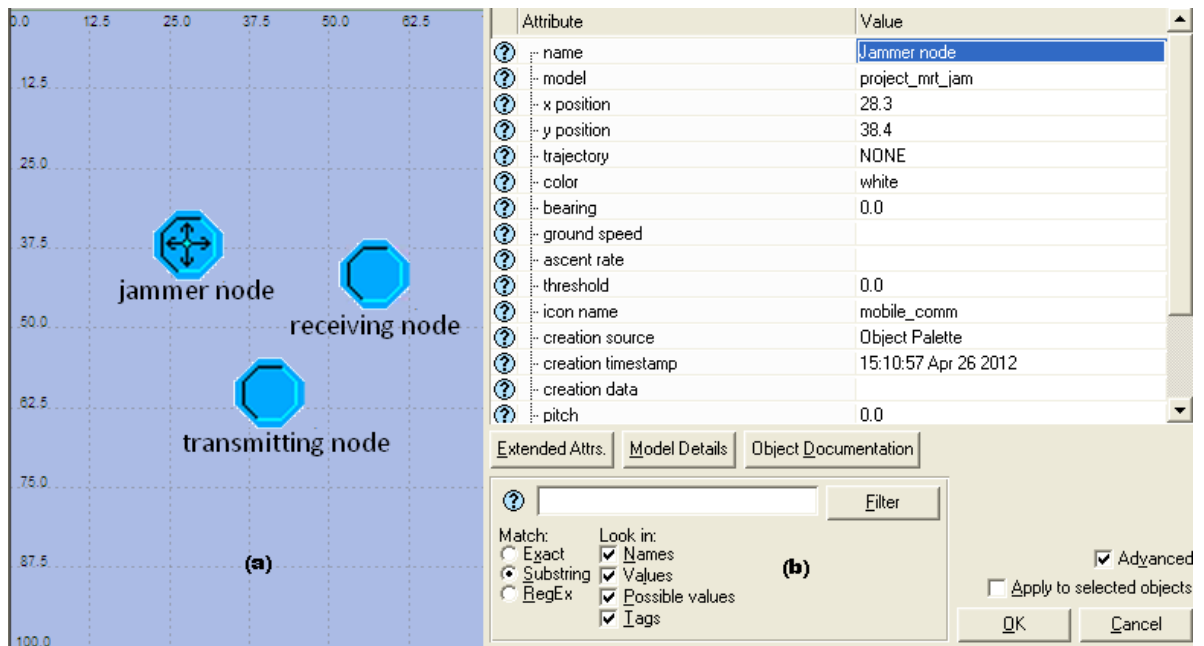 0.0 12.5 25.0 37.5 50.0 62.5
12.5
25.0
37.5
jammer node
receiving node
50.0
62.5
transmitting node
75.0
87.5
(a)
100.0
Attribute Value
name Jammer node
model project_mrt_jam
x position 28.3
y position 38.4
trajectory NONE
color white
bearing 0.0
ground speed
ascent rate
threshold 0.0
icon name mobile_comm
creation source Object Palette
creation timestamp 15:10:57 Apr 26 2012
creation data
pitch 0.0
Extended Attrs. Model Details Object Documentation
Filter
Match: Look in:
Exact Names
Substring Values
RegEx Possible values
Tags
(b)
Advanced
Apply to selected objects
OK Cancel